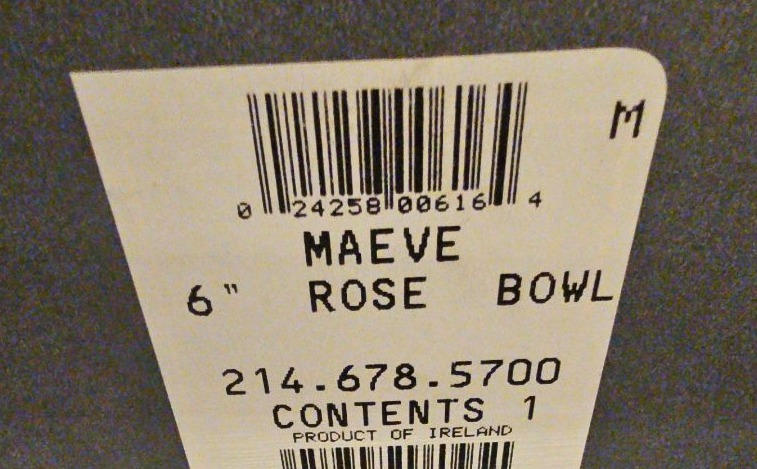 M
0 24258 00616 4
MAEVE
6" ROSE BOWL
214.678.5700
CONTENTS 1
PRODUCT OF IRELAND